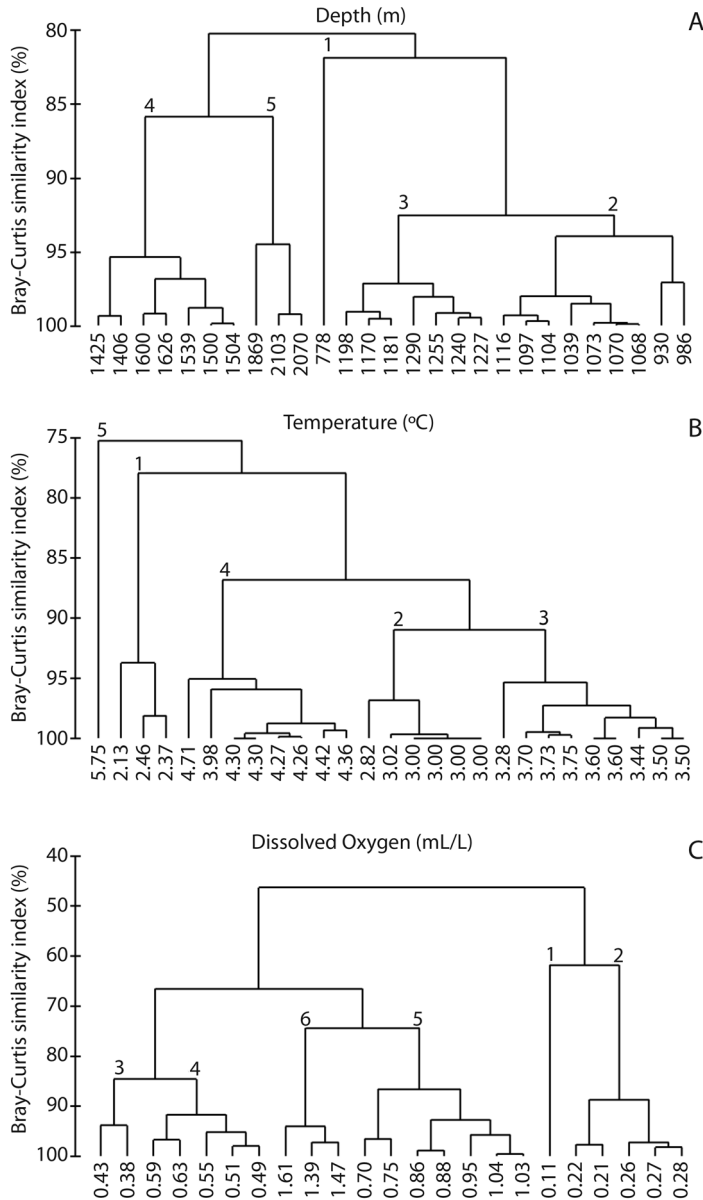 Depth (m)
A
Bray-Curtis similarity index (%)
80
85
90
95
100
1
4
5
3
2
1425 1406 1600 1626 1539 1500 1504 1869 2103 2070 778 1198 1170 1181 1290 1255 1240 1227 1116 1097 1104 1039 1073 1070 1068 930 986
Temperature (ºC)
B
Bray-Curtis similarity index (%)
75
80
85
90
95
100
5
1
4
2
3
5.75 2.13 2.46 2.37 4.71 3.98 4.30 4.30 4.27 4.26 4.42 4.36 2.82 3.02 3.00 3.00 3.00 3.00 3.28 3.70 3.73 3.75 3.60 3.60 3.44 3.50 3.50
Dissolved Oxygen (mL/L)
C
Bray-Curtis similarity index (%)
40
50
60
70
80
90
100
1
2
6
5
3
4
0.43 0.38 0.59 0.63 0.55 0.51 0.49 1.61 1.39 1.47 0.70 0.75 0.86 0.88 0.95 1.04 1.03 0.11 0.22 0.21 0.26 0.27 0.28